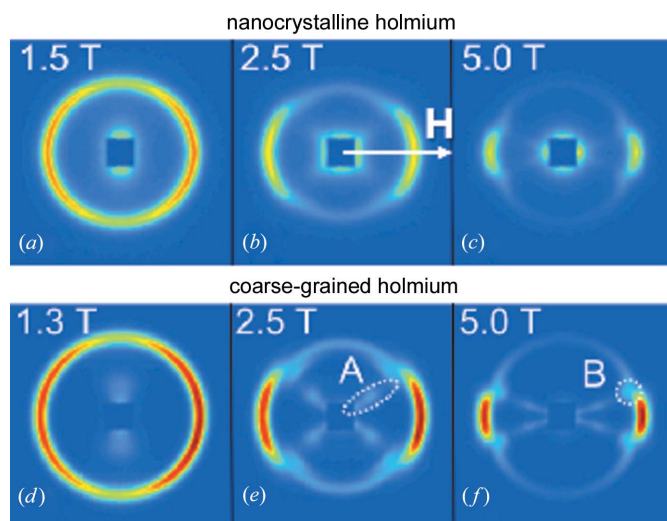 nanocrystalline holmium
1.5 T
2.5 T
5.0 T
H
(a)
(b)
(c)
coarse-grained holmium
1.3 T
2.5 T
5.0 T
A
B
(d)
(e)
(f)